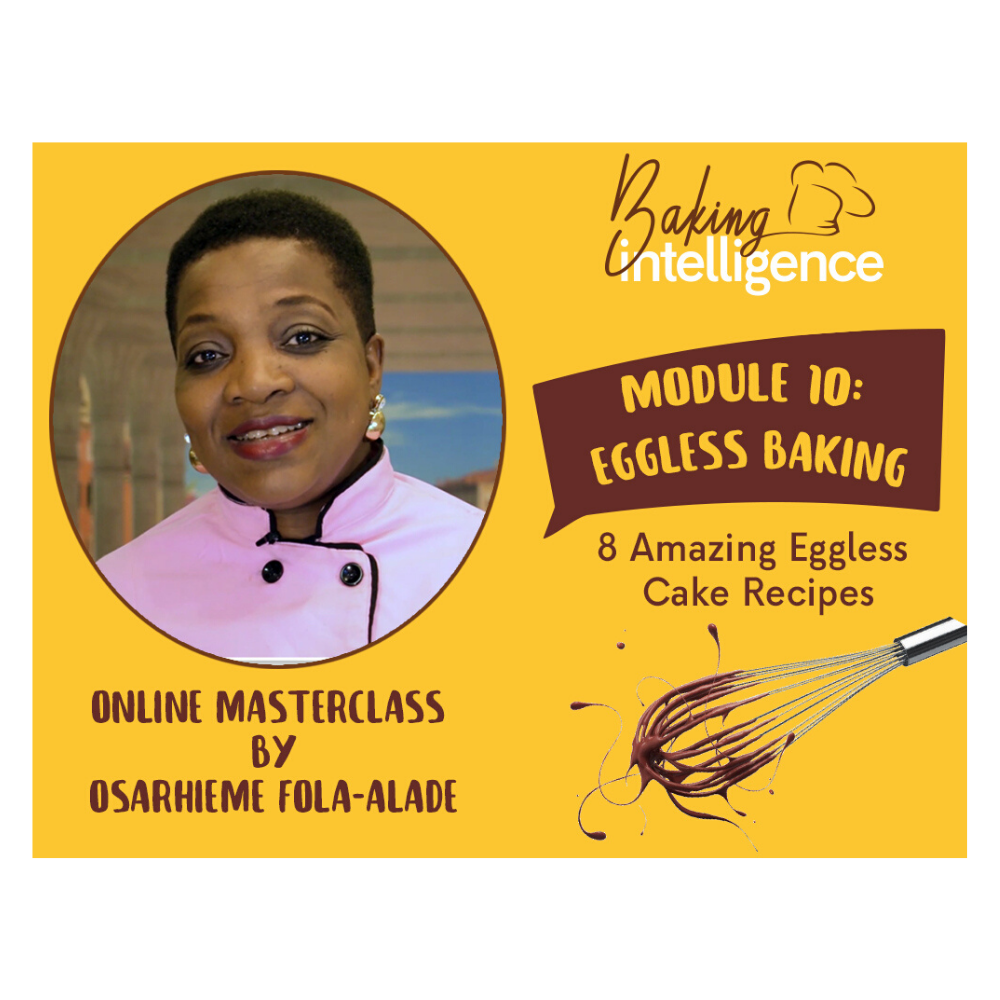 Baking
intelligence
MODULE 10:
EGGLESS BAKING
8 Amazing Eggless
Cake Recipes
ONLINE MASTERCLASS
BY
OSARHIEME FOLA-ALADE